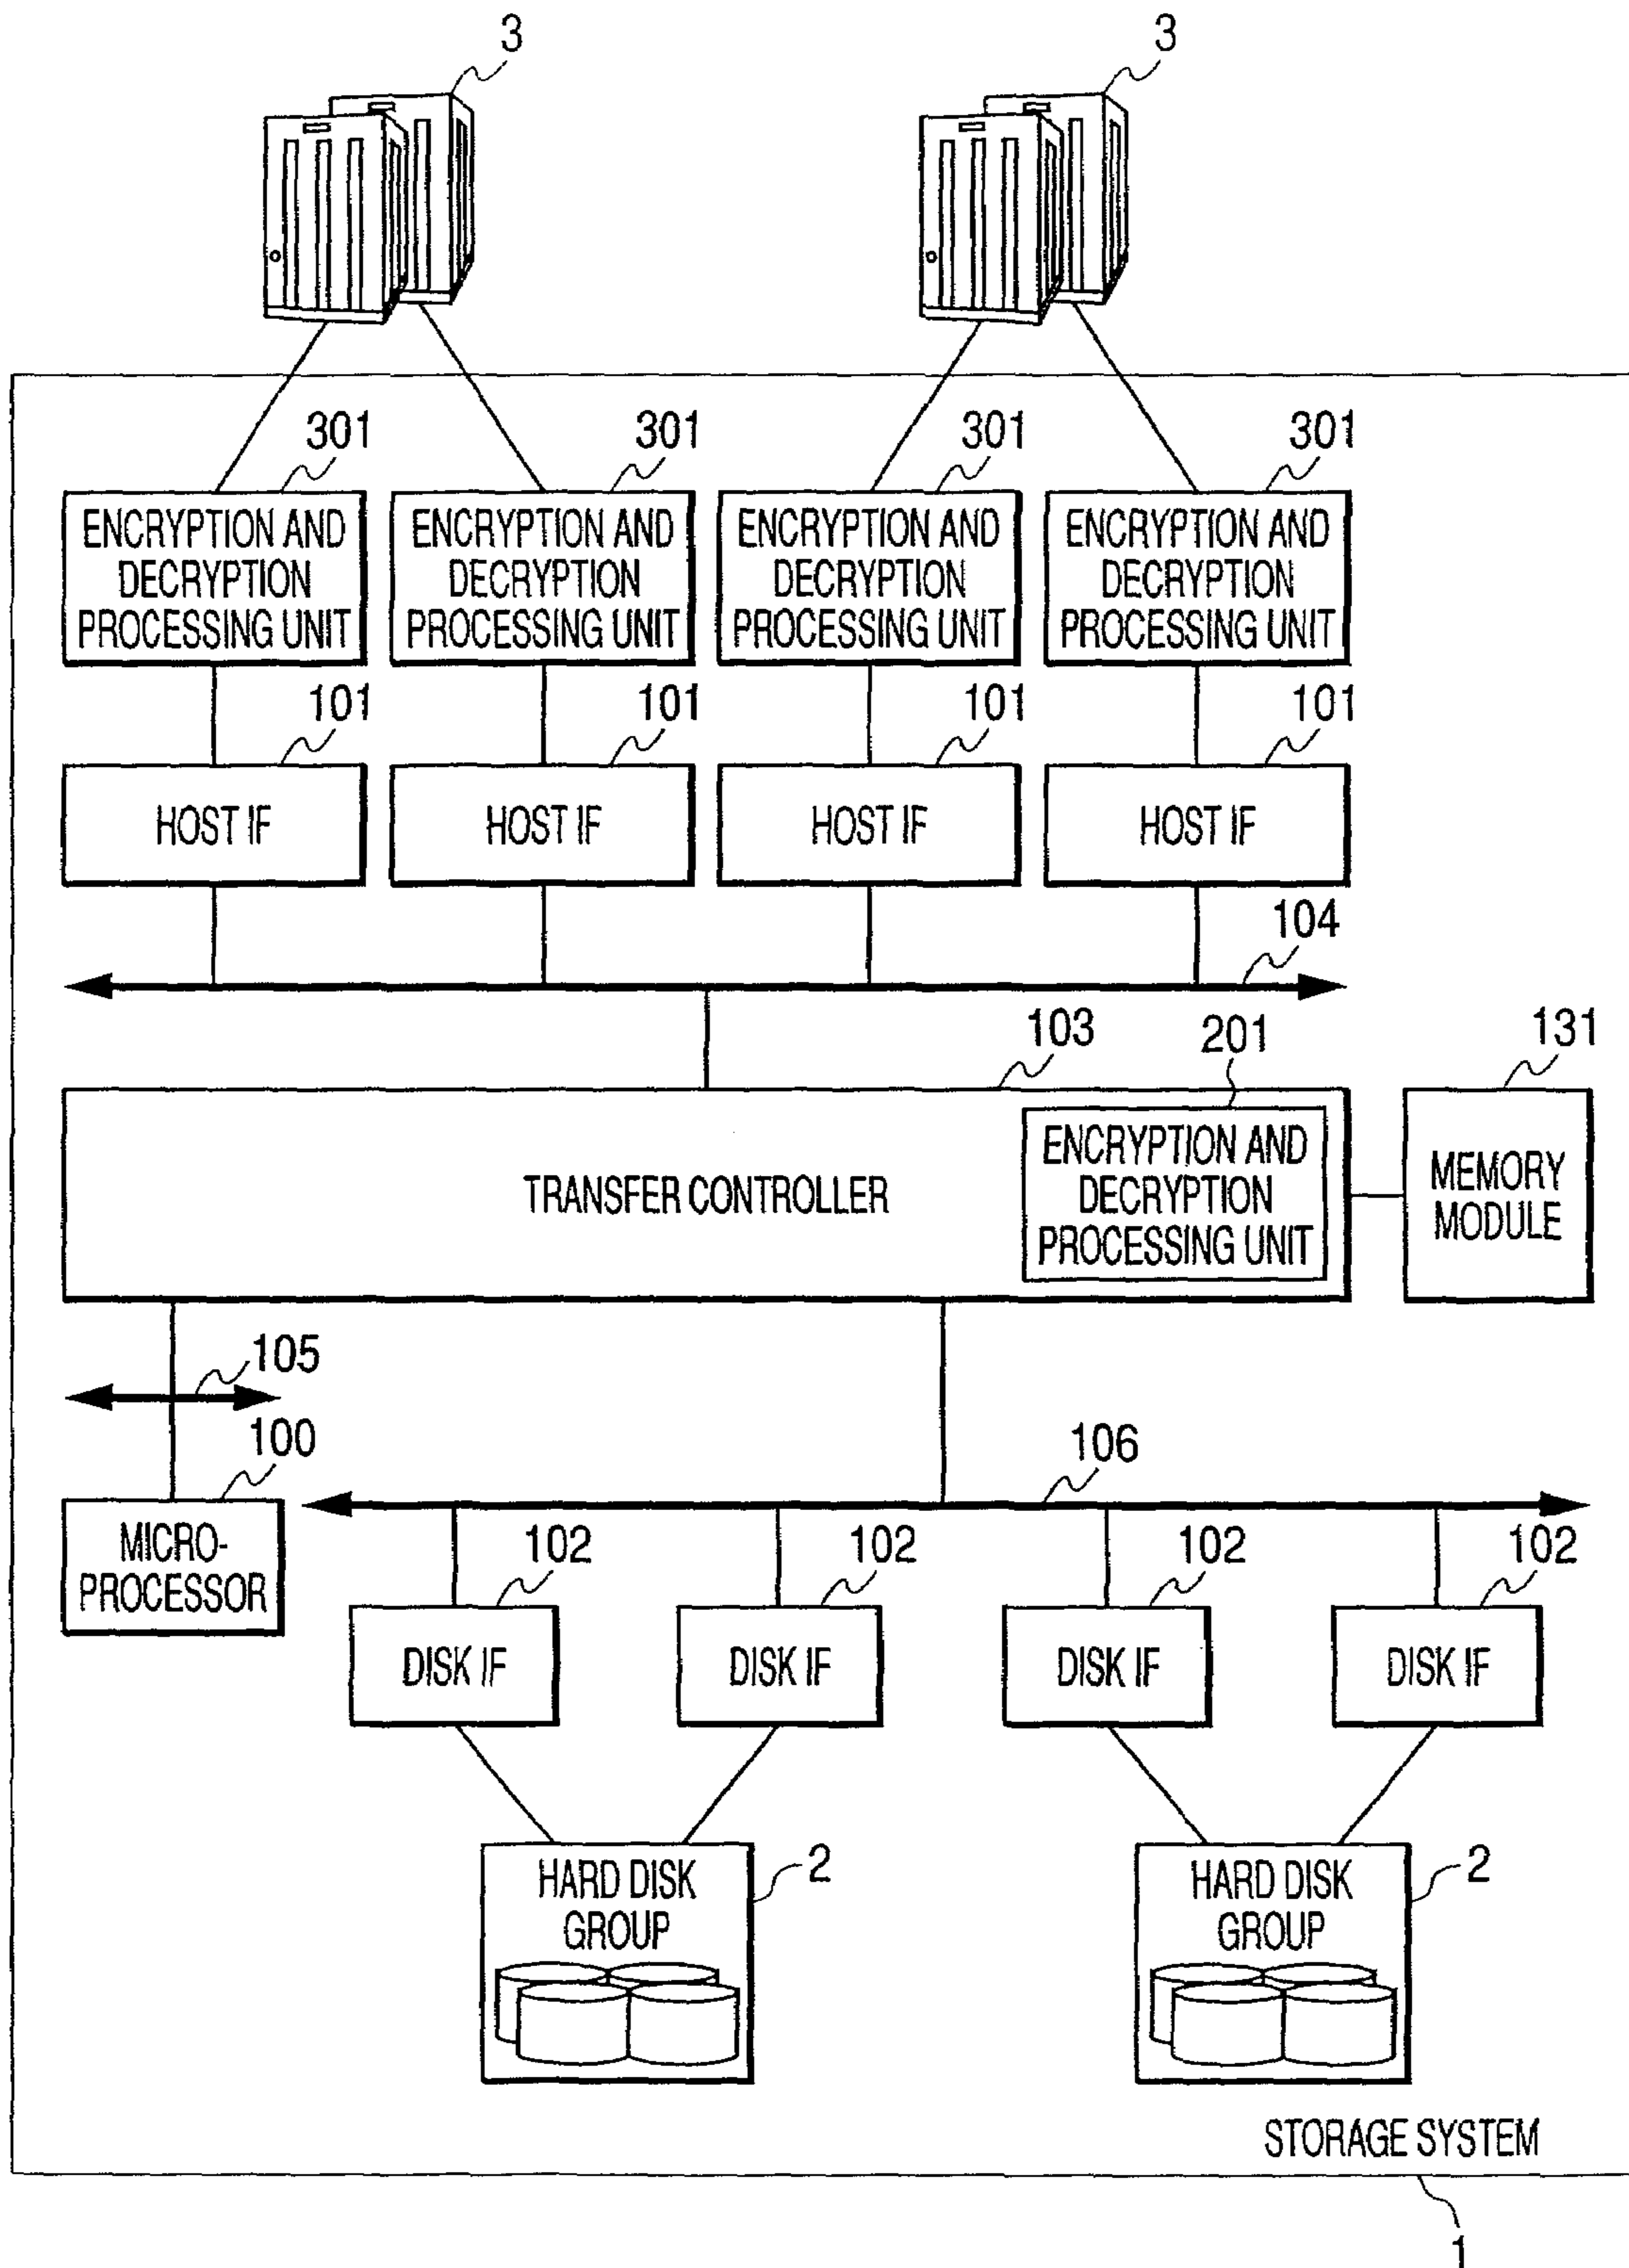 3
3
301
301
301
301
ENCRYPTION AND
DECRYPTION
PROCESSING UNIT
ENCRYPTION AND
DECRYPTION
PROCESSING UNIT
ENCRYPTION AND
DECRYPTION
PROCESSING UNIT
ENCRYPTION AND
DECRYPTION
PROCESSING UNIT
101
101
101
101
HOST IF
HOST IF
HOST IF
HOST IF
104
103
201
131
TRANSFER CONTROLLER
ENCRYPTION AND
DECRYPTION
PROCESSING UNIT
MEMORY
MODULE
105
100
106
MICRO-
PROCESSOR
102
102
102
102
DISK IF
DISK IF
DISK IF
DISK IF
HARD DISK
GROUP
2
HARD DISK
GROUP
2
STORAGE SYSTEM
1